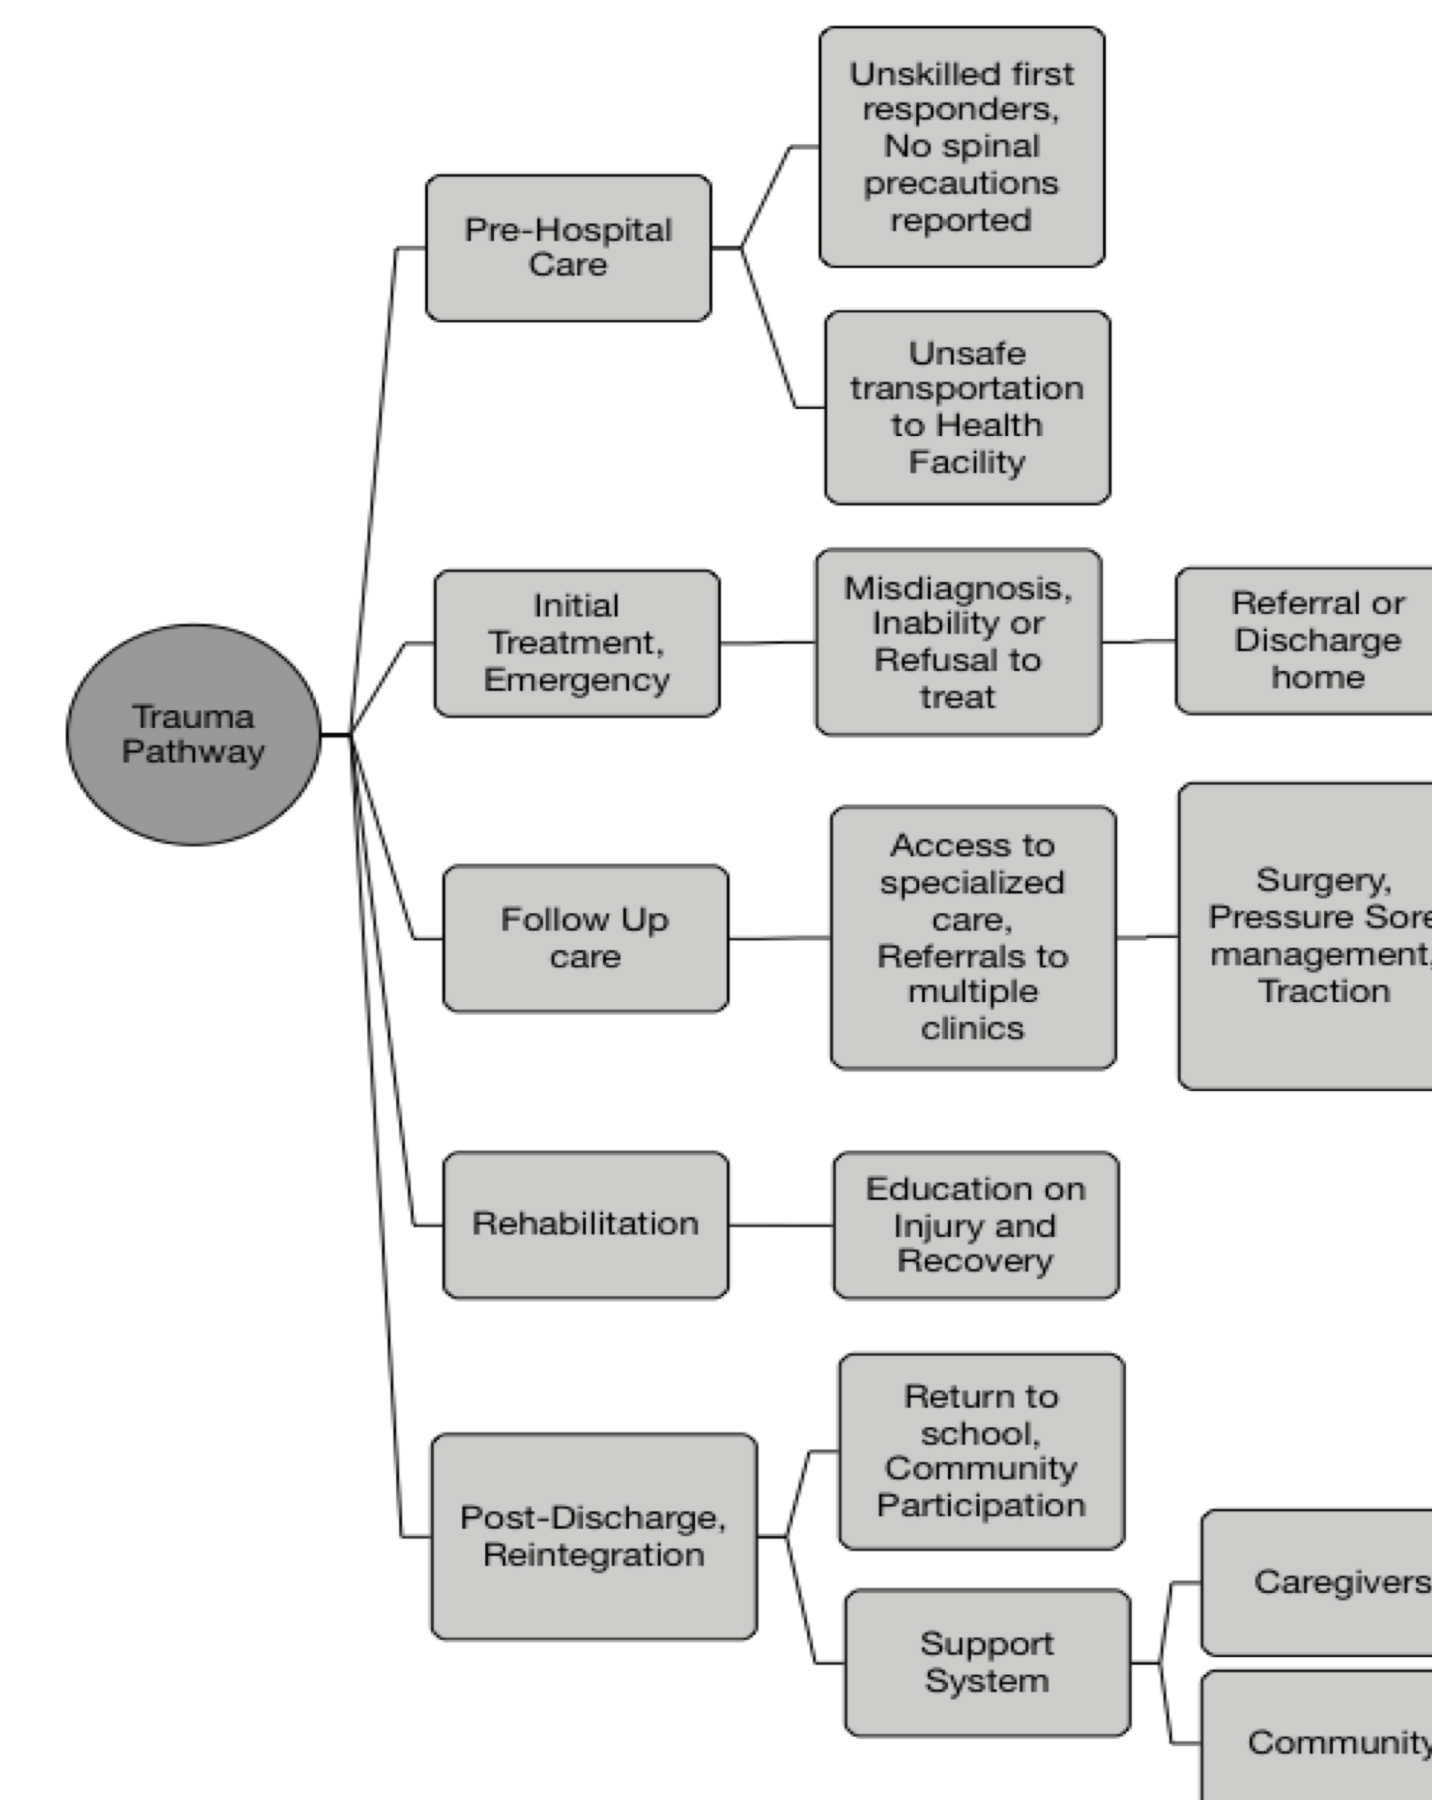 Unskilled first
responders,
No spinal
precautions
reported
Pre-Hospital
Care
Unsafe
transportation
to Health
Facility
Initial
Treatment,
Emergency
Misdiagnosis,
Inability or
Refusal to
treat
Referral or
Discharge
home
Trauma
Pathway
Follow Up
care
Access to
specialized
care,
Referrals to
multiple
clinics
Surgery,
Pressure Sore
management,
Traction
Rehabilitation
Education on
Injury and
Recovery
Post-Discharge,
Reintegration
Return to
school,
Community
Participation
Support
System
Caregivers
Community